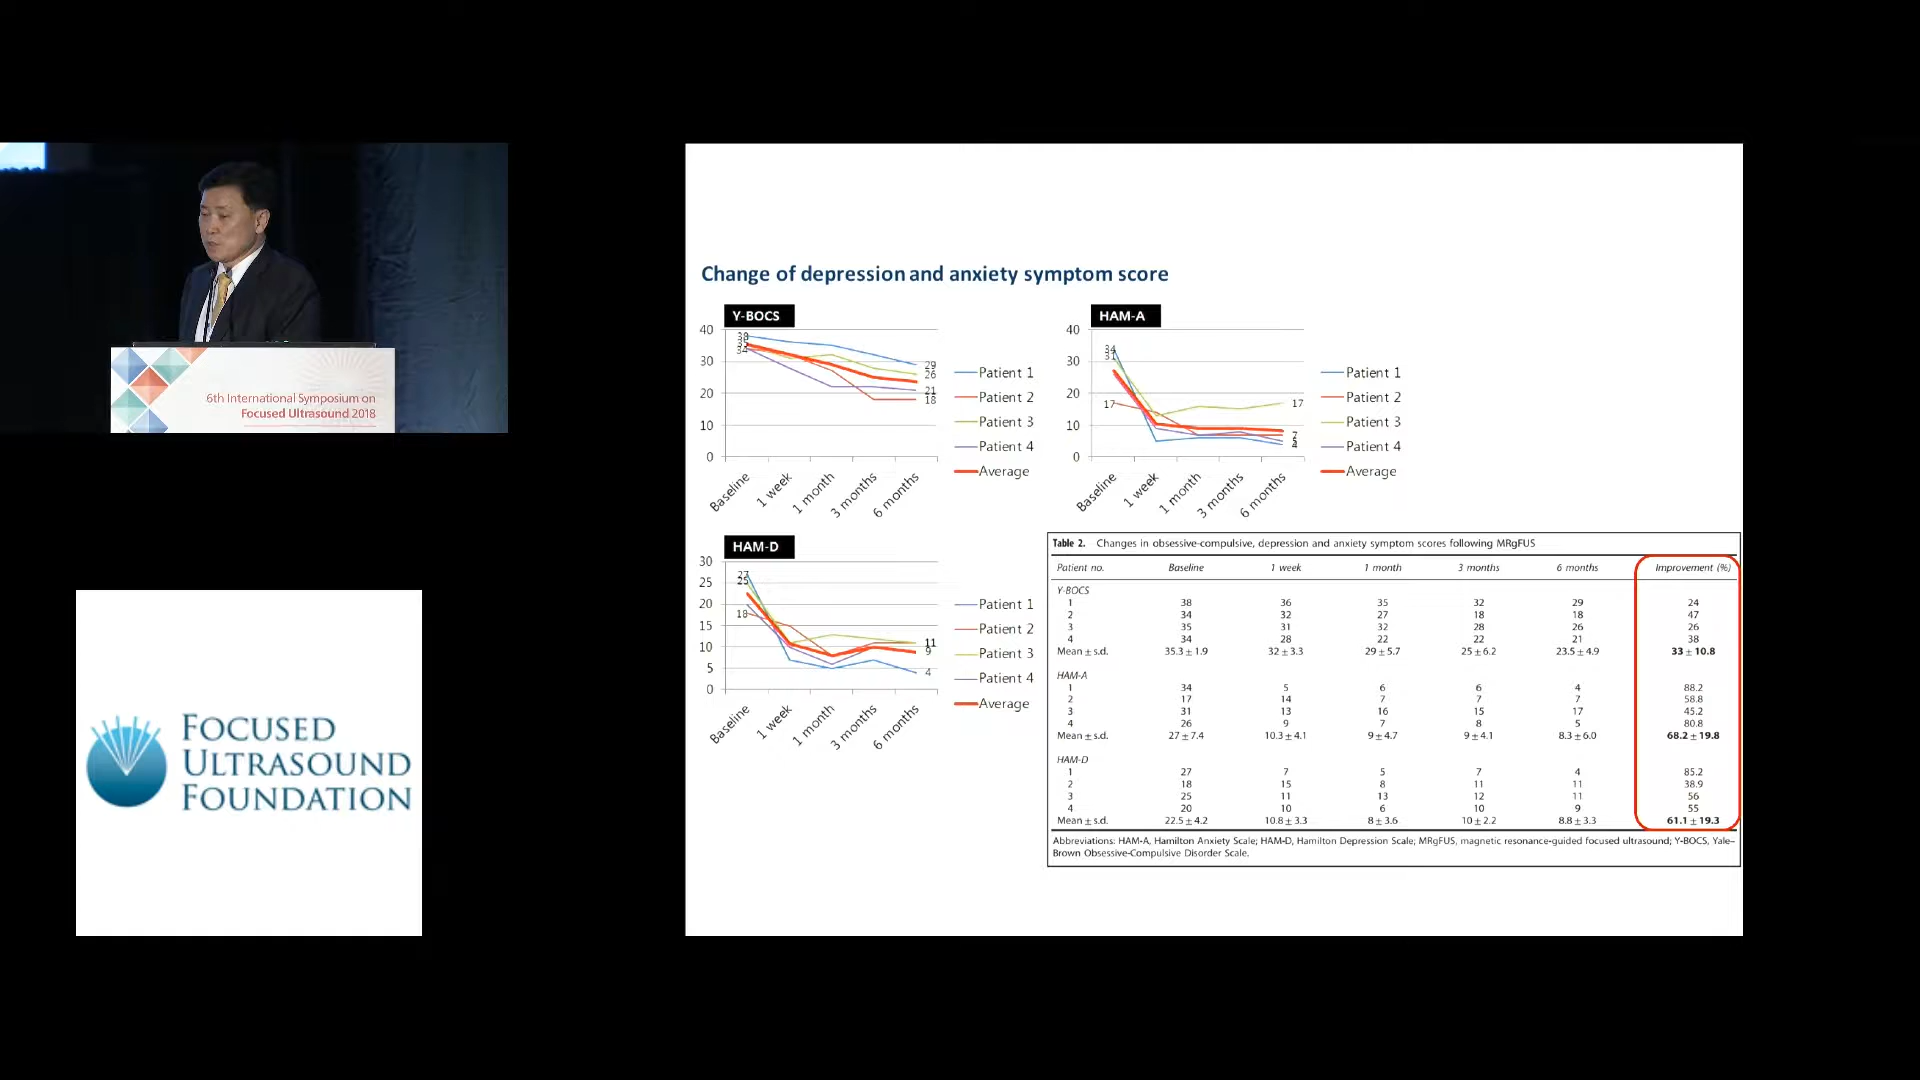 6th International Symposium on
Focused Ultrasound 2018
FOCUSED
ULTRASOUND
FOUNDATION
Change of depression and anxiety symptom score
Y-BOCS
40
30
20
10
0
38
35
34
29
26
21
18
Baseline
1 week
1 month
3 months
6 months
Patient 1
Patient 2
Patient 3
Patient 4
Average
HAM-A
40
30
20
10
0
34
31
17
17
7
5
4
Baseline
1 week
1 month
3 months
6 months
Patient 1
Patient 2
Patient 3
Patient 4
Average
HAM-D
30
25
20
15
10
5
0
27
25
18
11
9
4
Baseline
1 week
1 month
3 months
6 months
Patient 1
Patient 2
Patient 3
Patient 4
Average
Table 2. Changes in obsessive-compulsive, depression and anxiety symptom scores following MRgFUS
Patient no. Baseline 1 week 1 month 3 months 6 months Improvement (%)
Y-BOCS
1 38 36 35 32 29 24
2 34 32 27 18 18 47
3 35 31 32 28 26 26
4 34 28 22 22 21 38
Mean ± s.d. 35.3 ± 1.9 32 ± 3.3 29 ± 5.7 25 ± 6.2 23.5 ± 4.9 33 ± 10.8
HAM-A
1 34 5 6 6 4 88.2
2 17 14 7 7 7 58.8
3 31 13 16 15 17 45.2
4 26 9 7 8 5 80.8
Mean ± s.d. 27 ± 7.4 10.3 ± 4.1 9 ± 4.7 9 ± 4.1 8.3 ± 6.0 68.2 ± 19.8
HAM-D
1 27 7 5 7 4 85.2
2 18 15 8 11 11 38.9
3 25 11 13 12 11 56
4 20 10 6 10 9 55
Mean ± s.d. 22.5 ± 4.2 10.8 ± 3.3 8 ± 3.6 10 ± 2.2 8.8 ± 3.3 61.1 ± 19.3
Abbreviations: HAM-A, Hamilton Anxiety Scale; HAM-D, Hamilton Depression Scale; MRgFUS, magnetic resonance-guided focused ultrasound; Y-BOCS, Yale–
Brown Obsessive-Compulsive Disorder Scale.